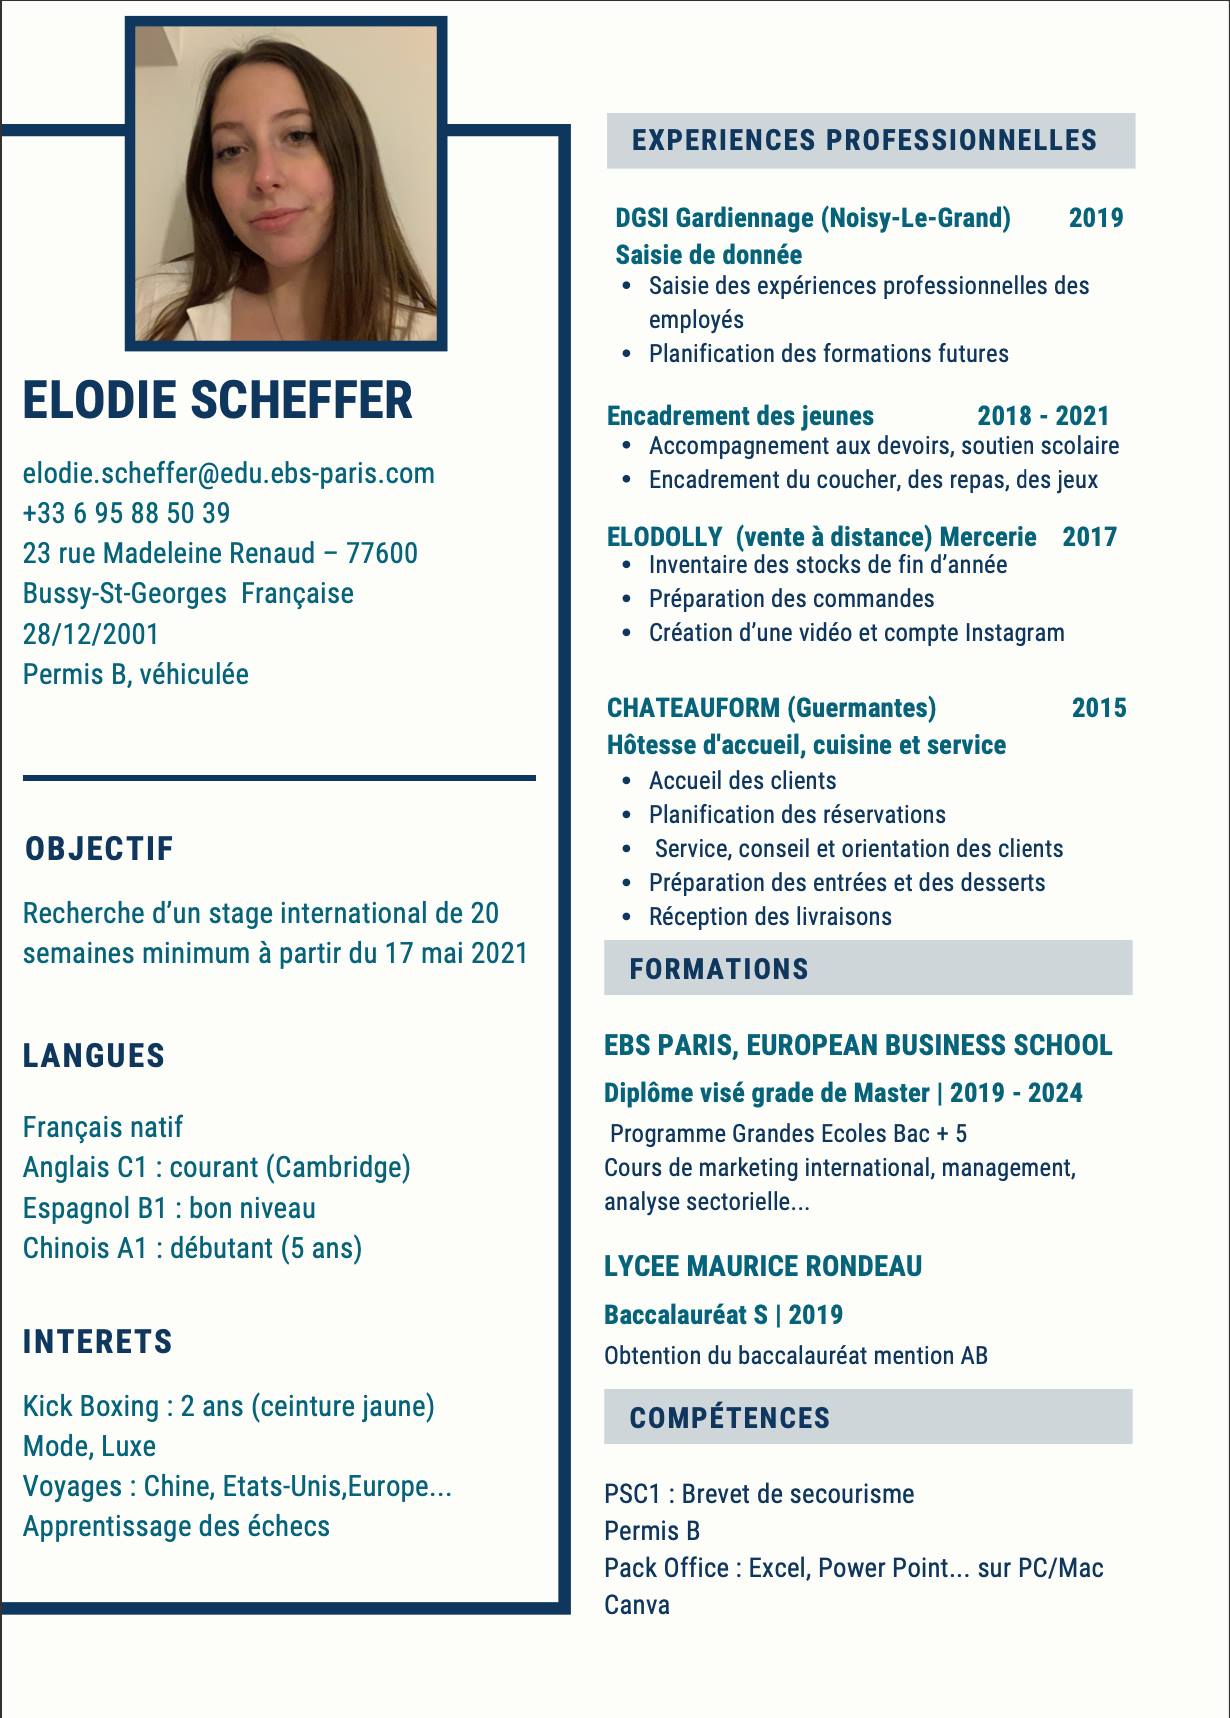 ELODIE SCHEFFER
elodie.scheffer@edu.ebs-paris.com
+33 6 95 88 50 39
23 rue Madeleine Renaud – 77600
Bussy-St-Georges  Française
28/12/2001
Permis B, véhiculée
OBJECTIF
Recherche d’un stage international de 20
semaines minimum à partir du 17 mai 2021
LANGUES
Français natif
Anglais C1 : courant (Cambridge)
Espagnol B1 : bon niveau
Chinois A1 : débutant (5 ans)
INTERETS
Kick Boxing : 2 ans (ceinture jaune)
Mode, Luxe
Voyages : Chine, Etats-Unis,Europe...
Apprentissage des échecs
EXPERIENCES PROFESSIONNELLES
DGSI Gardiennage (Noisy-Le-Grand) 2019
Saisie de donnée
• Saisie des expériences professionnelles des
employés
• Planification des formations futures
Encadrement des jeunes 2018 - 2021
• Accompagnement aux devoirs, soutien scolaire
• Encadrement du coucher, des repas, des jeux
ELODOLLY  (vente à distance) Mercerie 2017
• Inventaire des stocks de fin d’année
• Préparation des commandes
• Création d’une vidéo et compte Instagram
CHATEAUFORM (Guermantes) 2015
Hôtesse d'accueil, cuisine et service
• Accueil des clients
• Planification des réservations
• Service, conseil et orientation des clients
• Préparation des entrées et des desserts
• Réception des livraisons
FORMATIONS
EBS PARIS, EUROPEAN BUSINESS SCHOOL
Diplôme visé grade de Master | 2019 - 2024
Programme Grandes Ecoles Bac + 5
Cours de marketing international, management,
analyse sectorielle...
LYCEE MAURICE RONDEAU
Baccalauréat S | 2019
Obtention du baccalauréat mention AB
COMPÉTENCES
PSC1 : Brevet de secourisme
Permis B
Pack Office : Excel, Power Point... sur PC/Mac
Canva